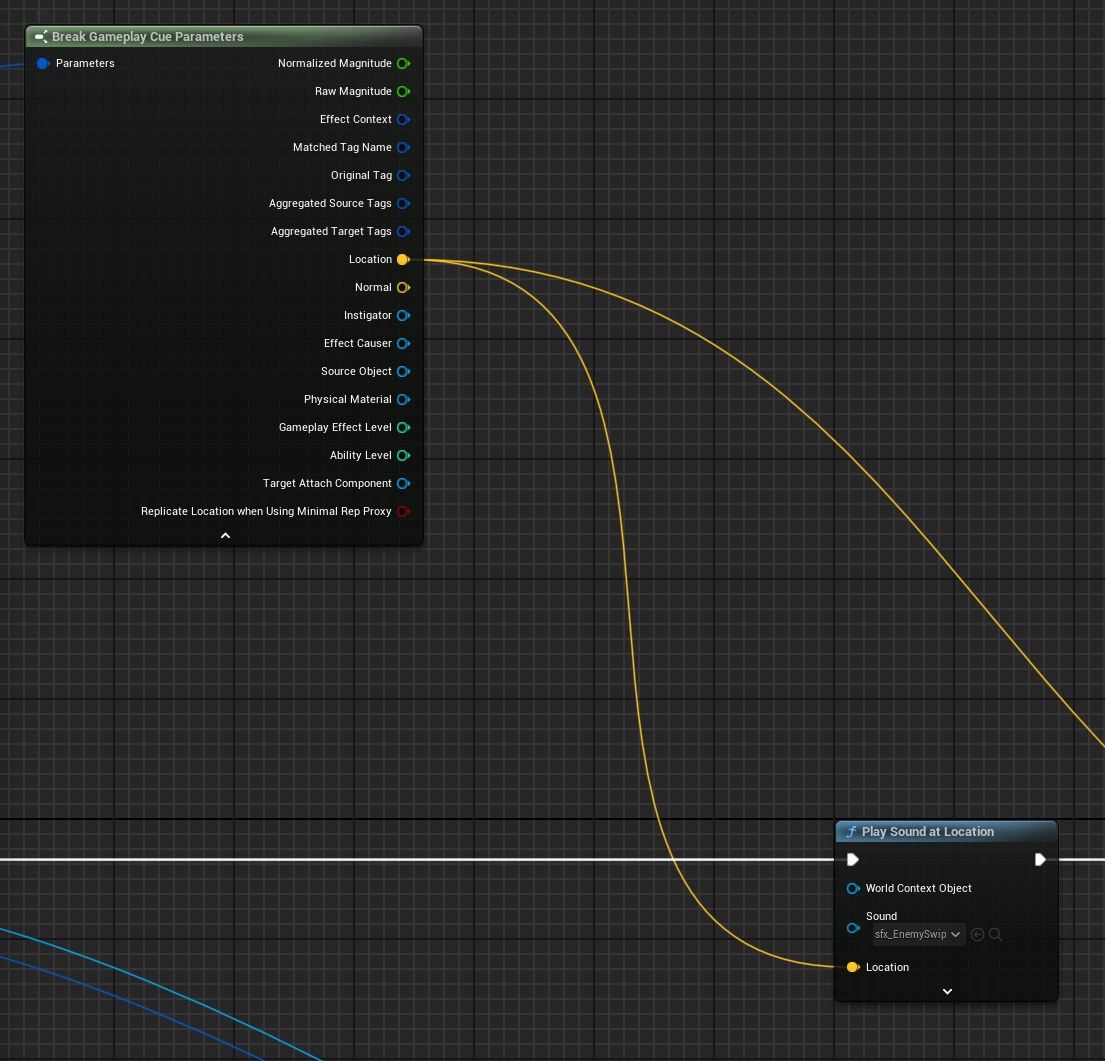 Break Gameplay Cue Parameters
Parameters
Normalized Magnitude
Raw Magnitude
Effect Context
Matched Tag Name
Original Tag
Aggregated Source Tags
Aggregated Target Tags
Location
Normal
Instigator
Effect Causer
Source Object
Physical Material
Gameplay Effect Level
Ability Level
Target Attach Component
Replicate Location when Using Minimal Rep Proxy
f Play Sound at Location
World Context Object
Sound
sfx_EnemySwip
Location